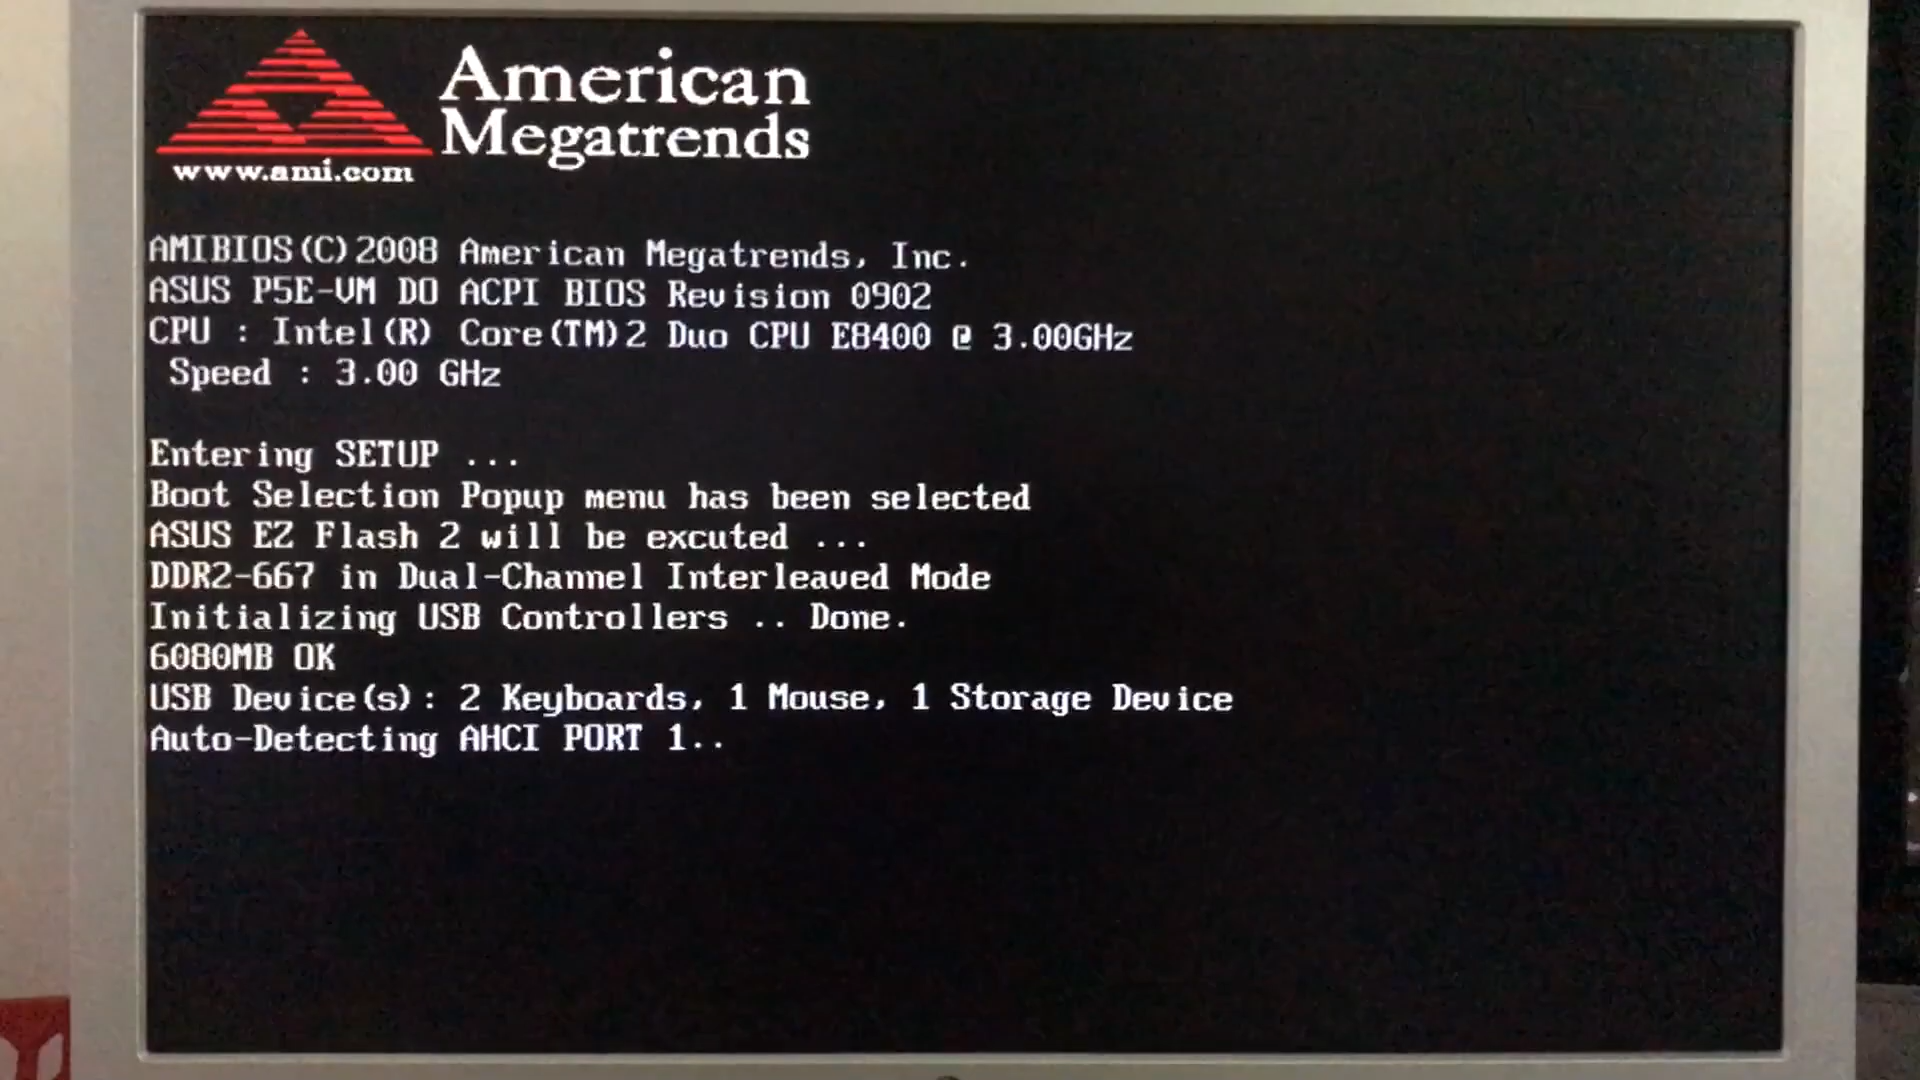 American
Megatrends
www.ami.com
AMIBIOS(C)2008 American Megatrends, Inc.
ASUS P5E-VM DO ACPI BIOS Revision 0902
CPU : Intel(R) Core(TM)2 Duo CPU E8400 @ 3.00GHz
Speed : 3.00 GHz
Entering SETUP ...
Boot Selection Popup menu has been selected
ASUS EZ Flash 2 will be excuted ...
DDR2-667 in Dual-Channel Interleaved Mode
Initializing USB Controllers .. Done.
6080MB OK
USB Device(s): 2 Keyboards, 1 Mouse, 1 Storage Device
Auto-Detecting AHCI PORT 1..